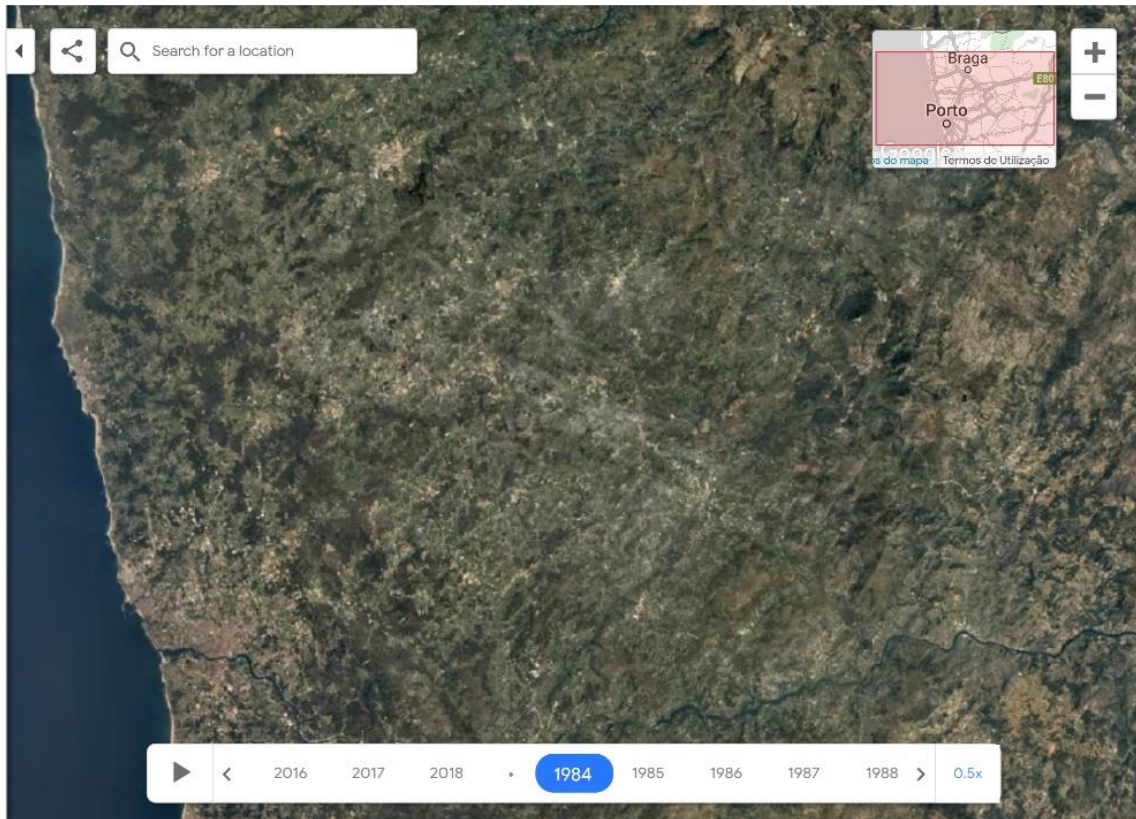 Search for a location
Braga
E80
Porto
Google
s do mapa Termos de Utilização
2016 2017 2018 • 1984 1985 1986 1987 1988 0.5x